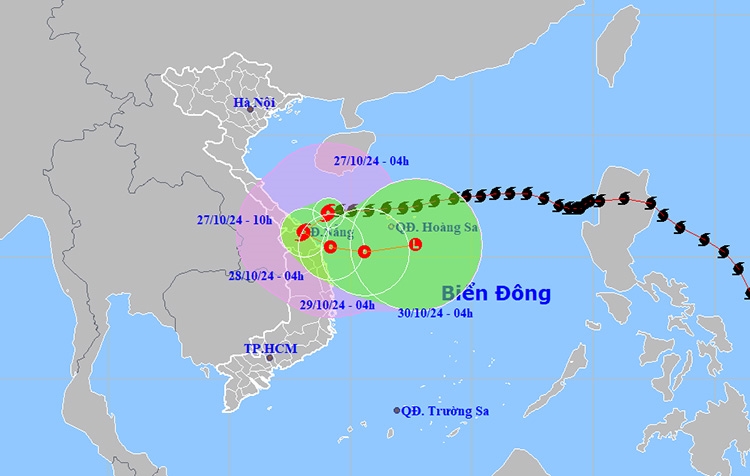 Hà Nội
27/10/24 - 04h
27/10/24 - 10h
Đ.Nẵng
QĐ. Hoàng Sa
28/10/24 - 04h
29/10/24 - 04h
30/10/24 - 04h
L
Biển Đông
TP.HCM
QĐ. Trường Sa